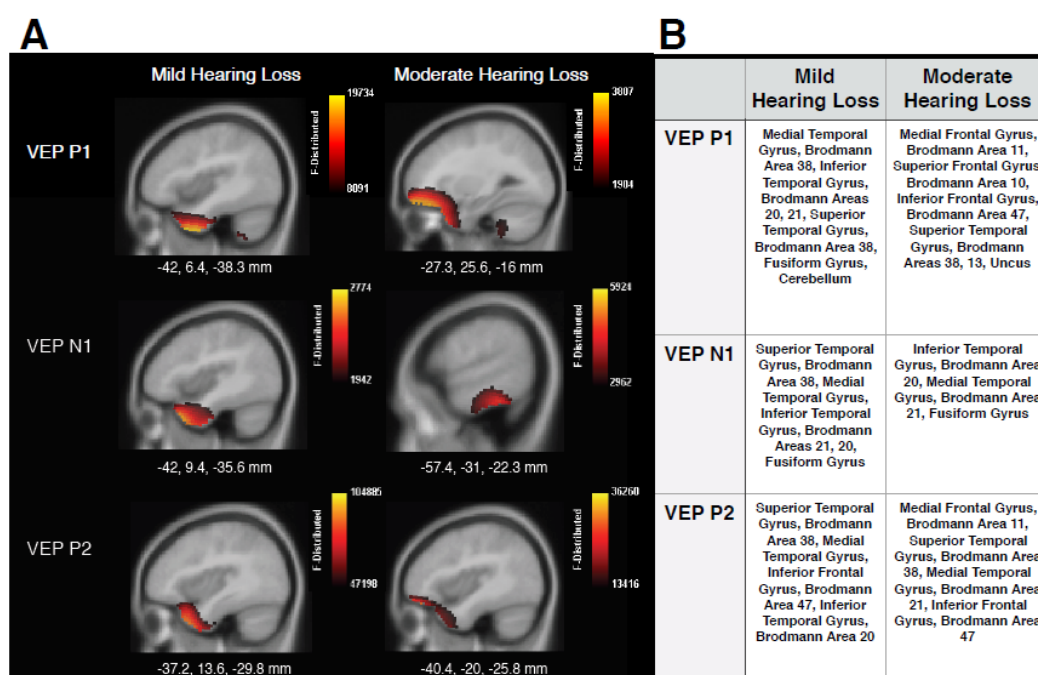 A
B
Mild Hearing Loss
Moderate Hearing Loss
VEP P1
19734
F-Distributed
8891
-42, 6.4, -38.3 mm
3807
F-Distributed
1904
-27.3, 25.6, -16 mm
VEP N1
2774
F-Distributed
1942
-42, 9.4, -35.6 mm
5924
F-Distributed
2962
-57.4, -31, -22.3 mm
VEP P2
104885
F-Distributed
47198
-37.2, 13.6, -29.8 mm
36260
F-Distributed
13416
-40.4, -20, -25.8 mm
Mild
Hearing Loss
Moderate
Hearing Loss
VEP P1
Medial Temporal
Gyrus, Brodmann
Area 38, Inferior
Temporal Gyrus,
Brodmann Areas
20, 21, Superior
Temporal Gyrus,
Brodmann Area 38,
Fusiform Gyrus,
Cerebellum
Medial Frontal Gyrus,
Brodmann Area 11,
Superior Frontal Gyrus,
Brodmann Area 10,
Inferior Frontal Gyrus,
Brodmann Area 47,
Superior Temporal
Gyrus, Brodmann
Areas 38, 13, Uncus
VEP N1
Superior Temporal
Gyrus, Brodmann
Area 38, Medial
Temporal Gyrus,
Inferior Temporal
Gyrus, Brodmann
Areas 21, 20,
Fusiform Gyrus
Inferior Temporal
Gyrus, Brodmann Area
20, Medial Temporal
Gyrus, Brodmann Area
21, Fusiform Gyrus
VEP P2
Superior Temporal
Gyrus, Brodmann
Area 38, Medial
Temporal Gyrus,
Inferior Frontal
Gyrus, Brodmann
Area 47, Inferior
Temporal Gyrus,
Brodmann Area 20
Medial Frontal Gyrus,
Brodmann Area 11,
Superior Temporal
Gyrus, Brodmann Area
38, Medial Temporal
Gyrus, Brodmann Area
21, Inferior Frontal
Gyrus, Brodmann Area
47